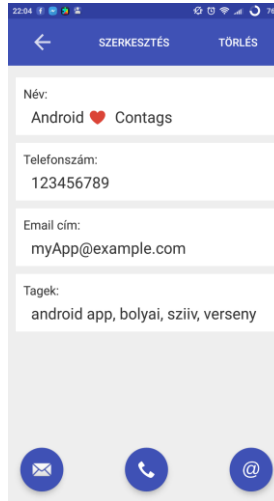 22:04 76
SZERKESZTÉS TÖRLÉS
Név:
Android ❤ Contags
Telefonszám:
123456789
Email cím:
myApp@example.com
Tagek:
android app, bolyai, sziiv, verseny
@